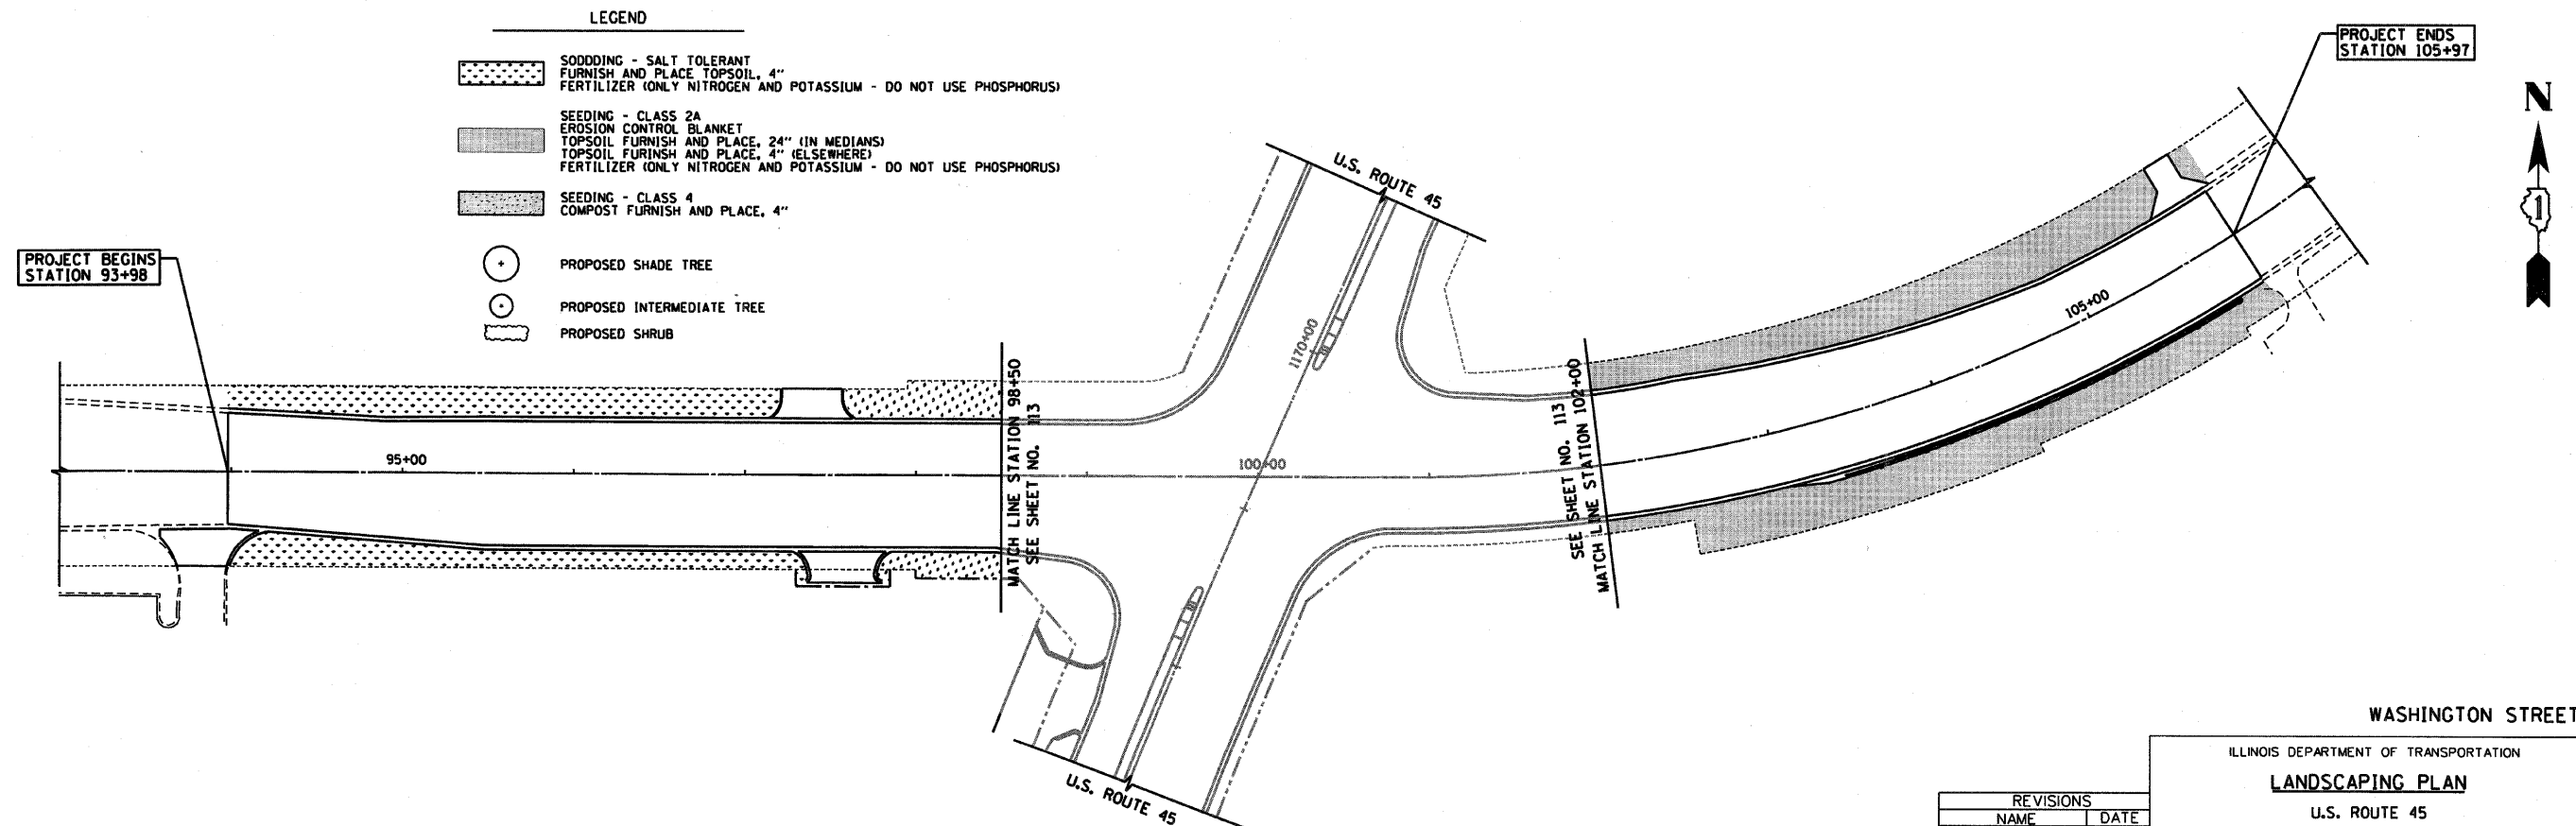 LEGEND
SODDDING - SALT TOLERANT
FURNISH AND PLACE TOPSOIL, 4"
FERTILIZER (ONLY NITROGEN AND POTASSIUM - DO NOT USE PHOSPHORUS)
SEEDING - CLASS 2A
EROSION CONTROL BLANKET
TOPSOIL FURNISH AND PLACE, 24" (IN MEDIANS)
TOPSOIL FURINSH AND PLACE, 4" (ELSEWHERE)
FERTILIZER (ONLY NITROGEN AND POTASSIUM - DO NOT USE PHOSPHORUS)
SEEDING - CLASS 4
COMPOST FURNISH AND PLACE, 4"
PROPOSED SHADE TREE
PROPOSED INTERMEDIATE TREE
PROPOSED SHRUB
PROJECT BEGINS
STATION 93+98
PROJECT ENDS
STATION 105+97
N
1
U.S. ROUTE 45
1170+00
95+00
100+00
105+00
MATCH LINE STATION 98+50
SEE SHEET NO. 113
SEE SHEET NO. 113
MATCH LINE STATION 102+00
U.S. ROUTE 45
WASHINGTON STREET
ILLINOIS DEPARTMENT OF TRANSPORTATION
LANDSCAPING PLAN
U.S. ROUTE 45
REVISIONS
NAME DATE